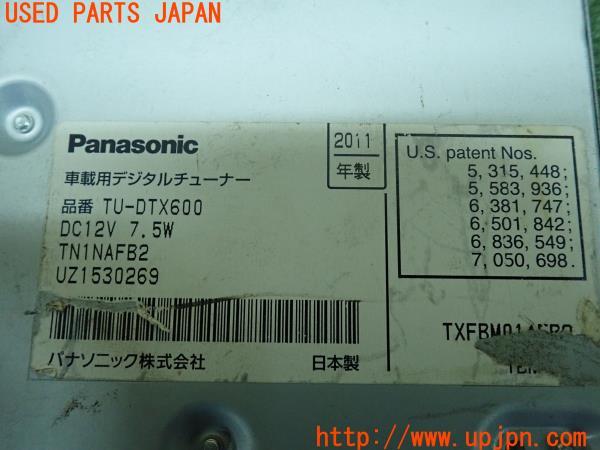 USED PARTS JAPAN
Panasonic
2011
年製
車載用デジタルチューナー
品番 TU-DTX600
DC12V 7.5W
TN1NAFB2
UZ1530269
パナソニック株式会社
日本製
U.S. patent Nos.
5, 315, 448;
5, 583, 936;
6, 381, 747;
6, 501, 842;
6, 836, 549;
7, 050, 698.
http://www.upjpn.com/